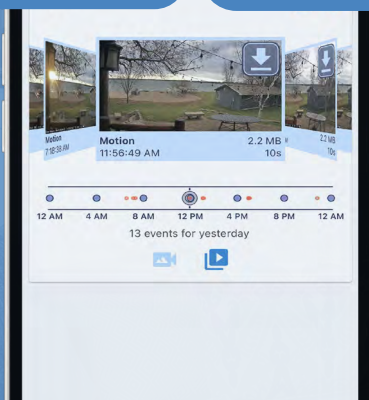 Motion
7:18:38 AM
Motion
11:56:49 AM
2.2 MB
10s
2.2 MB
10s
12 AM 4 AM 8 AM 12 PM 4 PM 8 PM 12 AM
13 events for yesterday